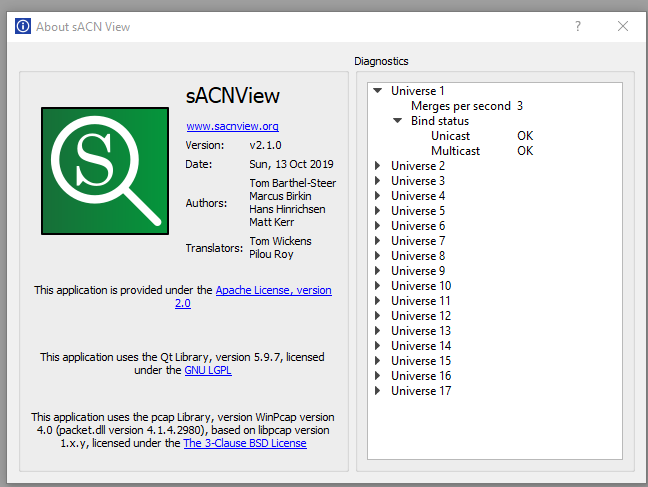 About sACN View
?
Diagnostics
S
sACNView
www.sacnview.org
Version: v2.1.0
Date: Sun, 13 Oct 2019
Authors:
Tom Barthel-Steer
Marcus Birkin
Hans Hinrichsen
Matt Kerr
Translators:
Tom Wickens
Pilou Roy
This application is provided under the Apache License, version
2.0
This application uses the Qt Library, version 5.9.7, licensed
under the GNU LGPL
This application uses the pcap Library, version WinPcap version
4.0 (packet.dll version 4.1.4.2980), based on libpcap version
1.x.y, licensed under the The 3-Clause BSD License
Universe 1
Merges per second 3
Bind status
Unicast OK
Multicast OK
Universe 2
Universe 3
Universe 4
Universe 5
Universe 6
Universe 7
Universe 8
Universe 9
Universe 10
Universe 11
Universe 12
Universe 13
Universe 14
Universe 15
Universe 16
Universe 17